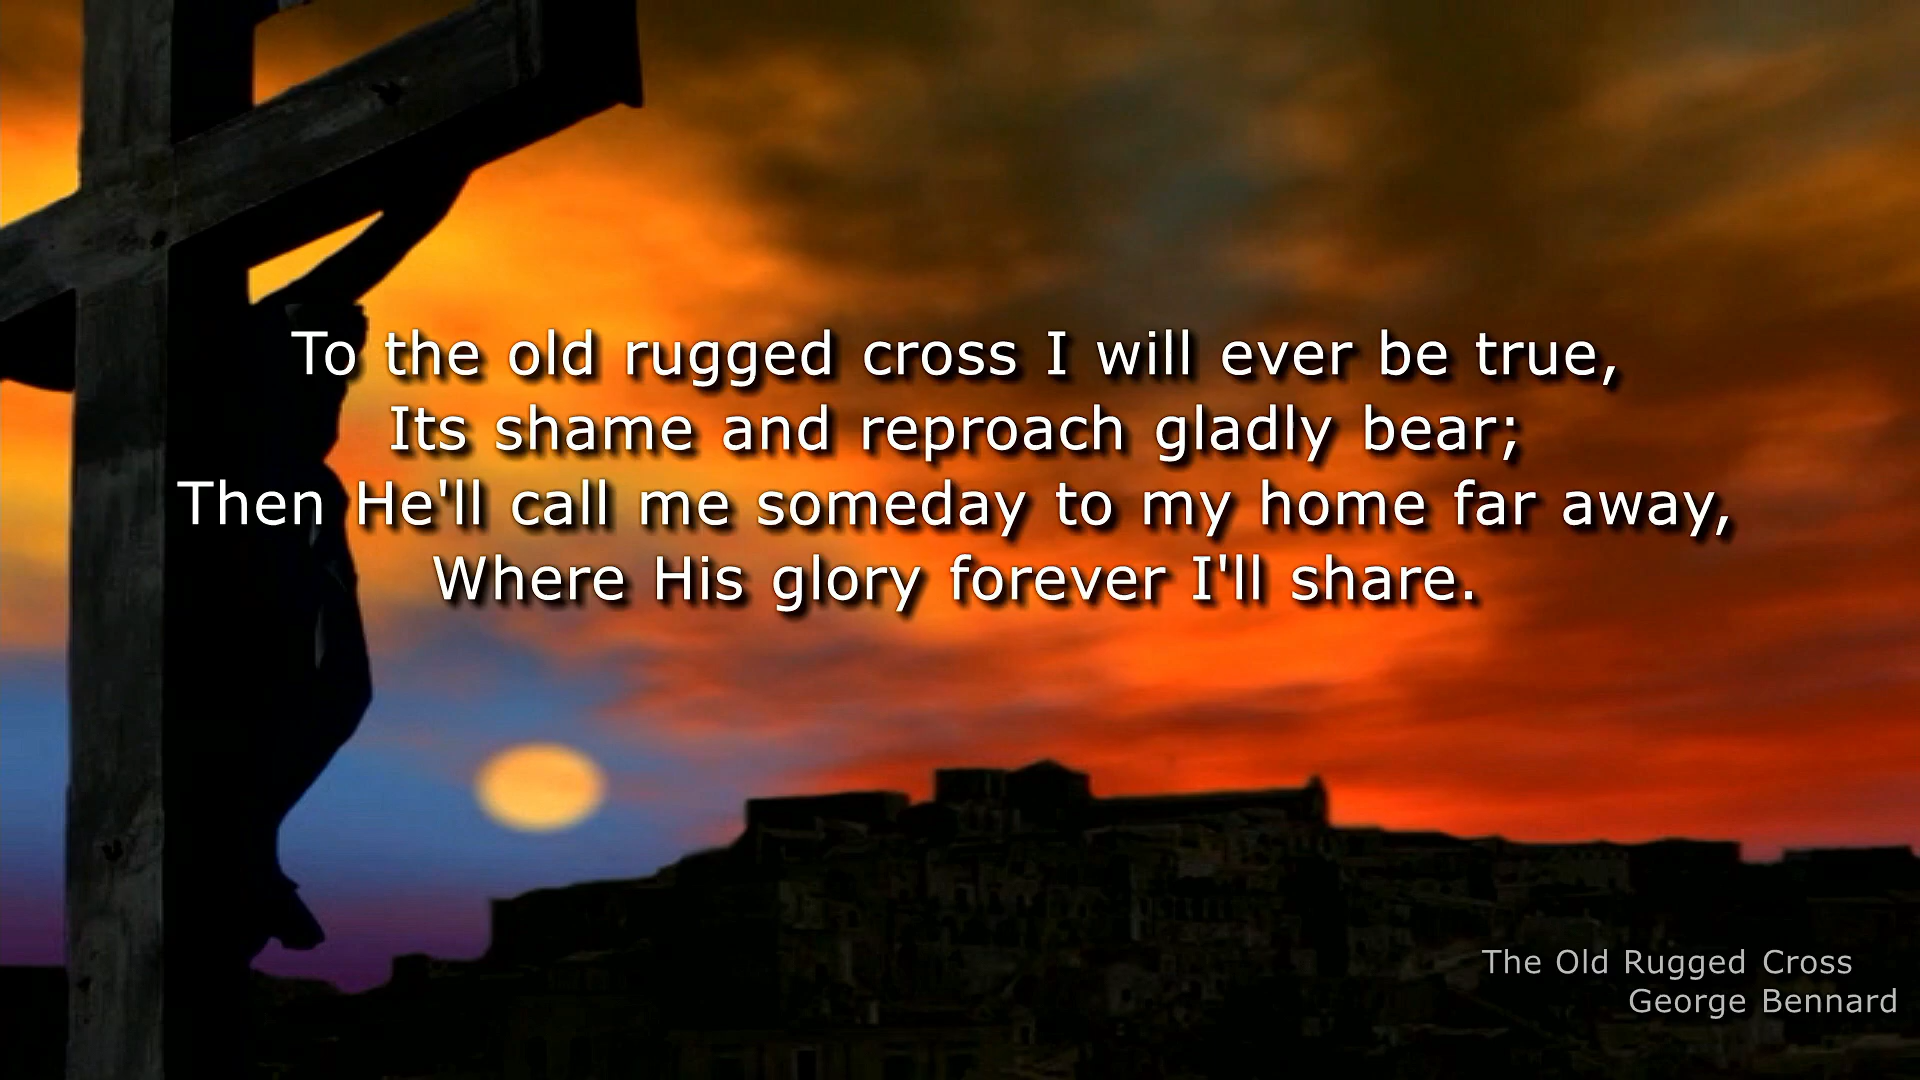 To the old rugged cross I will ever be true,
Its shame and reproach gladly bear;
Then He'll call me someday to my home far away,
Where His glory forever I'll share.
The Old Rugged Cross
George Bennard